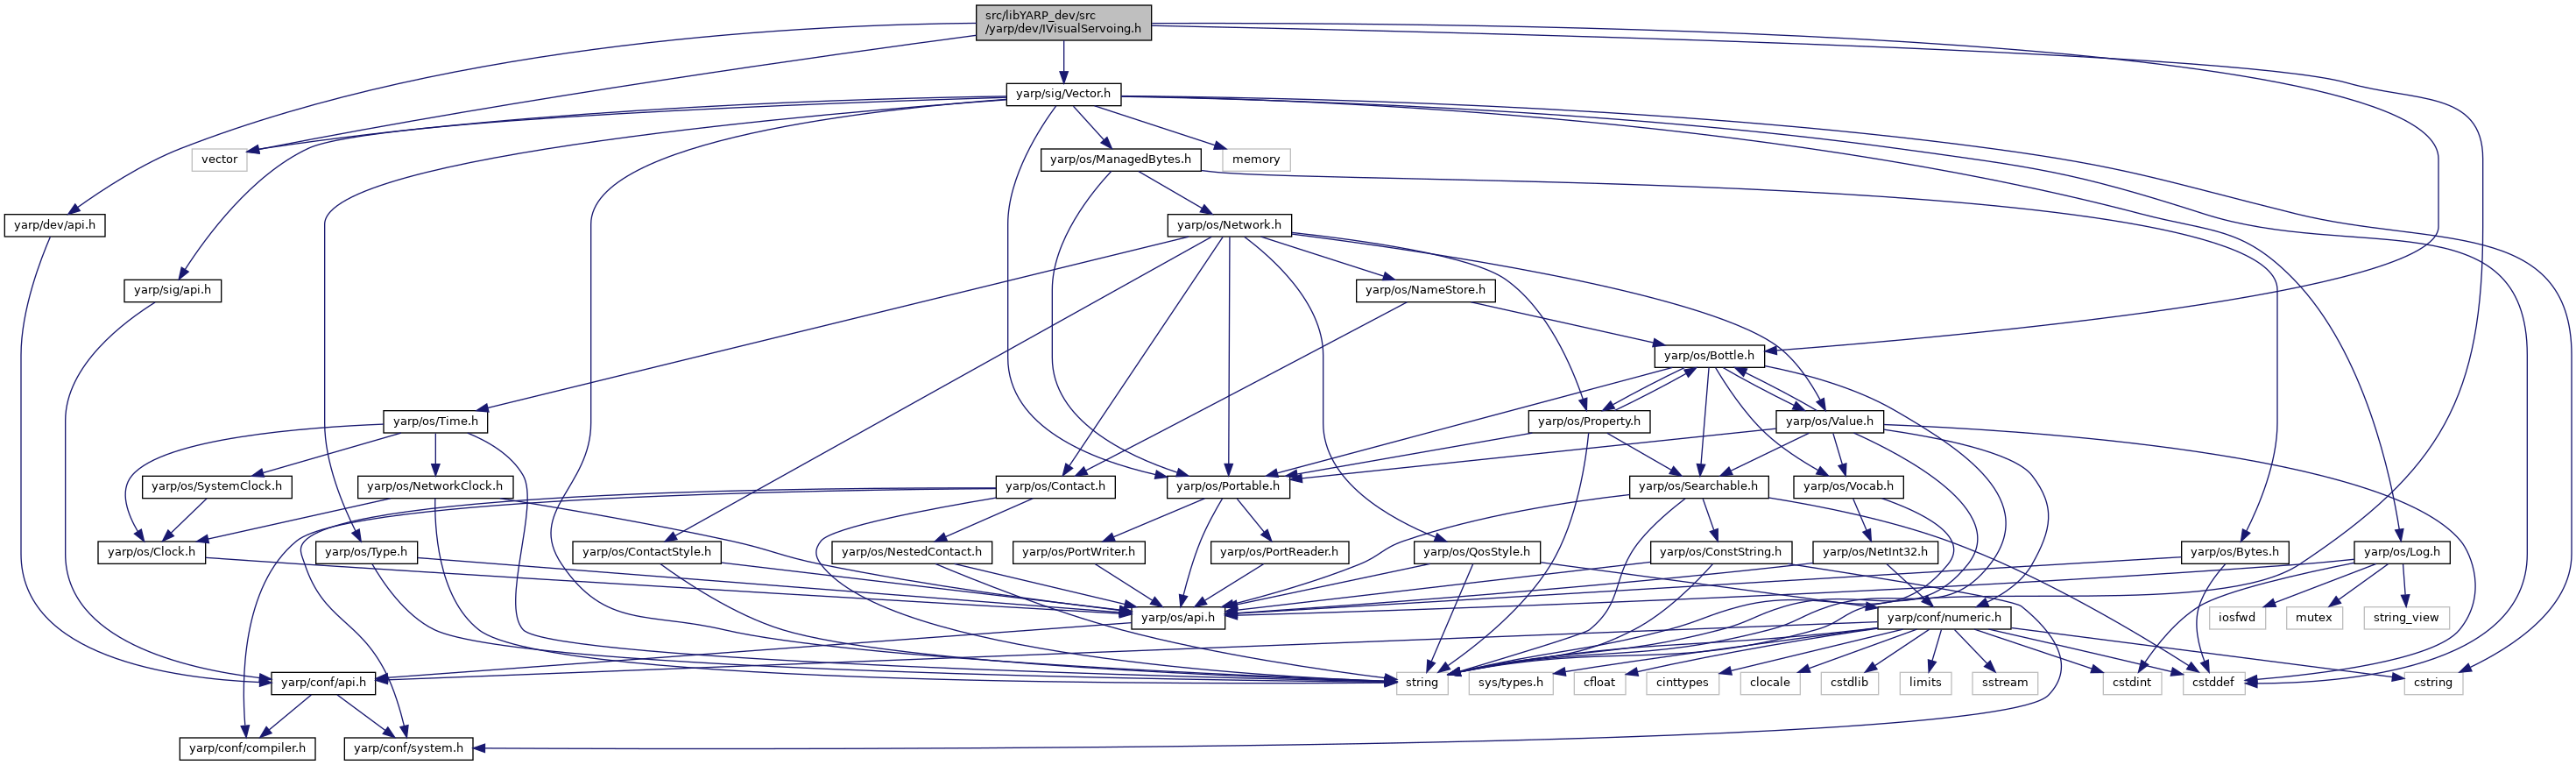 src/libYARP_dev/src
/yarp/dev/IVisualServoing.h
yarp/sig/Vector.h
vector
yarp/os/ManagedBytes.h
memory
yarp/dev/api.h
yarp/os/Network.h
yarp/sig/api.h
yarp/os/NameStore.h
yarp/os/Bottle.h
yarp/os/Time.h
yarp/os/Property.h
yarp/os/Value.h
yarp/os/SystemClock.h
yarp/os/NetworkClock.h
yarp/os/Contact.h
yarp/os/Portable.h
yarp/os/Searchable.h
yarp/os/Vocab.h
yarp/os/Clock.h
yarp/os/Type.h
yarp/os/ContactStyle.h
yarp/os/NestedContact.h
yarp/os/PortWriter.h
yarp/os/PortReader.h
yarp/os/QosStyle.h
yarp/os/ConstString.h
yarp/os/NetInt32.h
yarp/os/Bytes.h
yarp/os/Log.h
yarp/os/api.h
yarp/conf/numeric.h
iosfwd
mutex
string_view
yarp/conf/api.h
string
sys/types.h
cfloat
cinttypes
clocale
cstdlib
limits
sstream
cstdint
cstddef
cstring
yarp/conf/compiler.h
yarp/conf/system.h